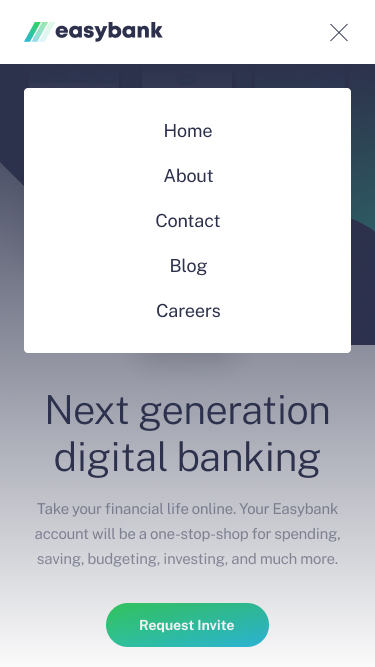 easybank
Home
About
Contact
Blog
Careers
Next generation
digital banking
Take your financial life online. Your Easybank
account will be a one-stop-shop for spending,
saving, budgeting, investing, and much more.
Request Invite